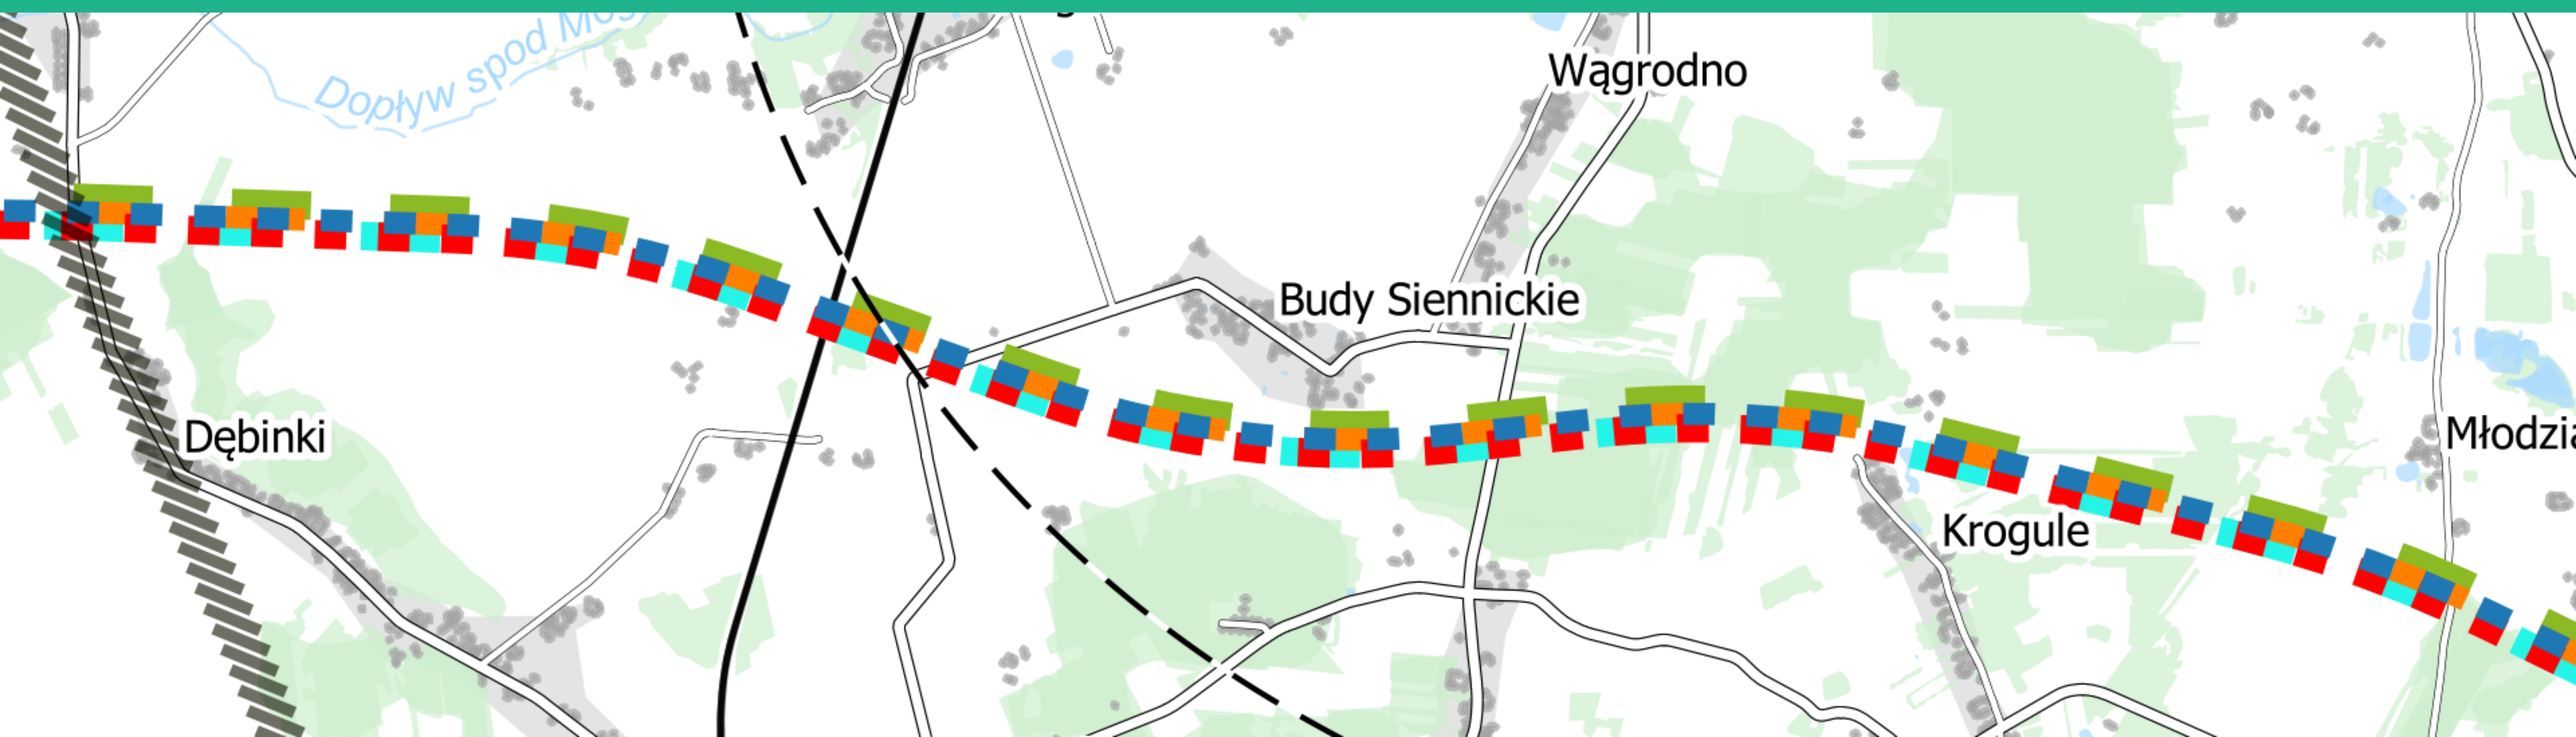 Dopływ spod
Wągrodno
Budy Siennickie
Dębinki
Krogule